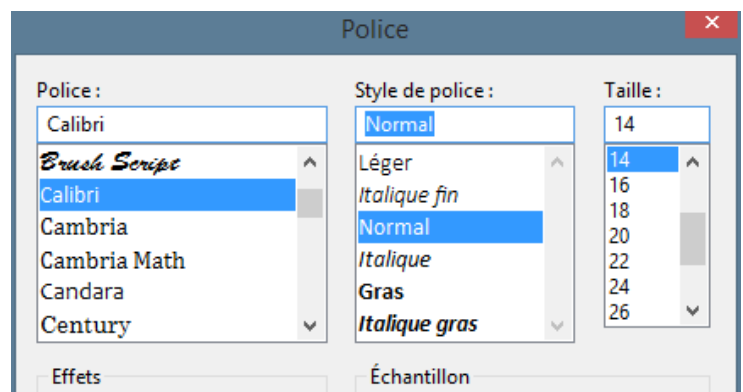 Police
Police :
Calibri
Brush Script
Calibri
Cambria
Cambria Math
Candara
Century
Style de police :
Normal
Léger
Italique fin
Normal
Italique
Gras
Italique gras
Taille :
14
14
16
18
20
22
24
26
Effets
Échantillon